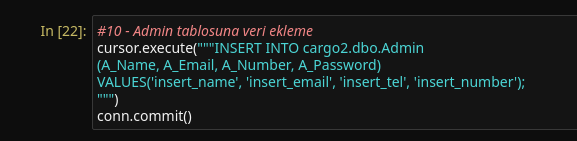 In [22]:
#10 - Admin tablosuna veri ekleme
cursor.execute("""INSERT INTO cargo2.dbo.Admin
(A_Name, A_Email, A_Number, A_Password)
VALUES('insert_name', 'insert_email', 'insert_tel', 'insert_number');
""")
conn.commit()